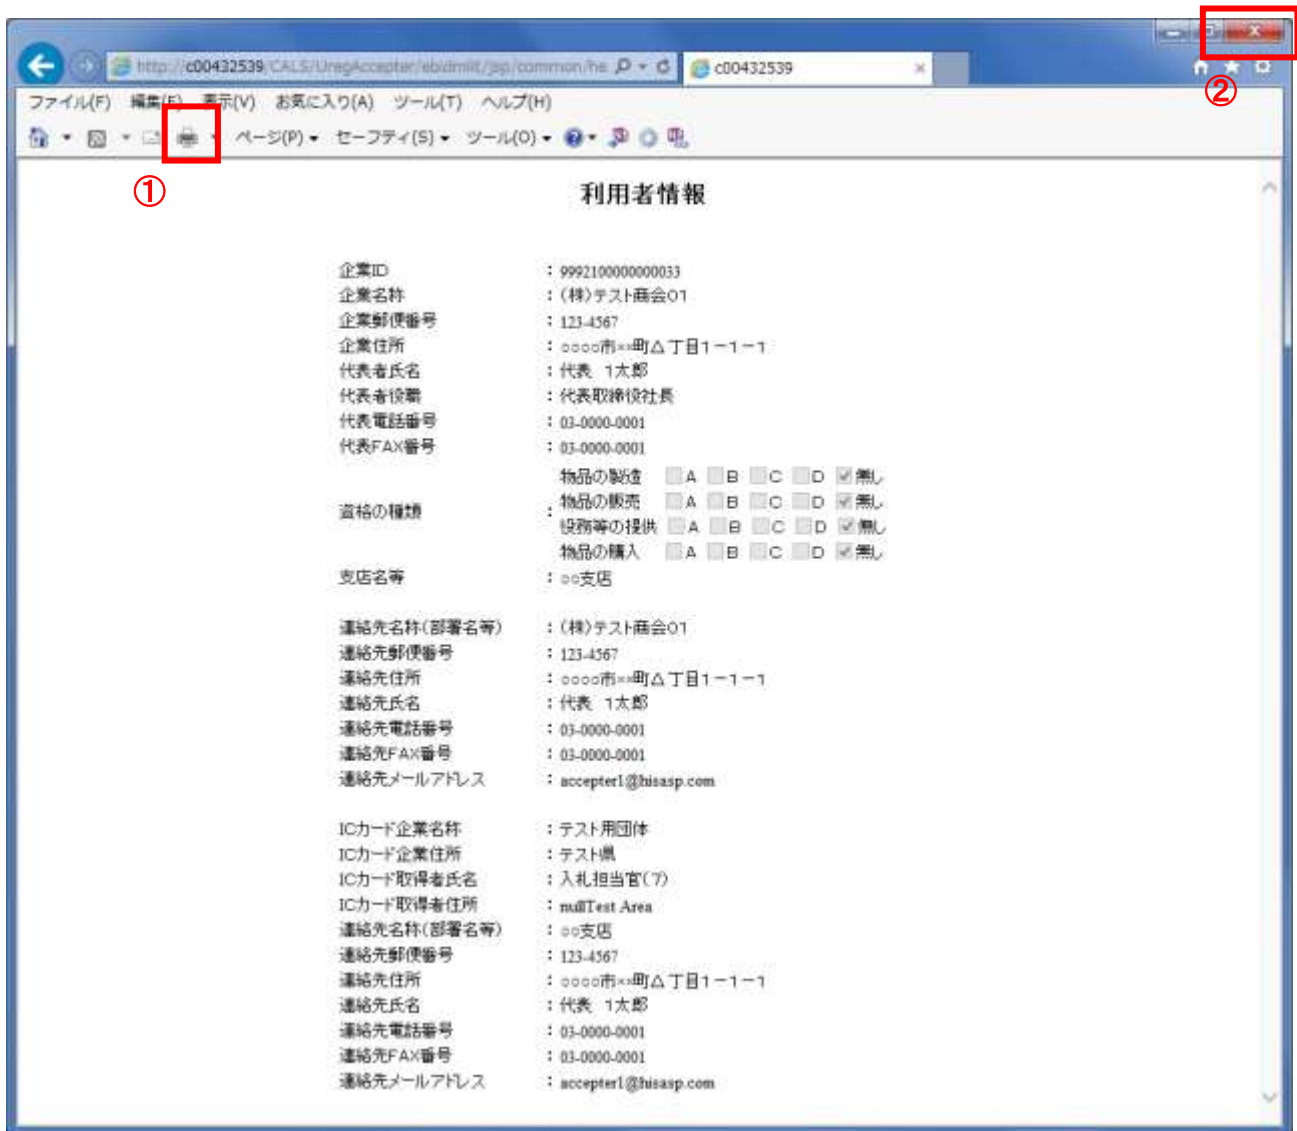 ②
http://c00432539/CALS/UregAccepter/ebidmlit/jsp/common/he c00432539
ファイル(F) 編集(E) 表示(V) お気に入り(A) ツール(T) ヘルプ(H)
ページ(P) セーフティ(S) ツール(O)
①
利用者情報
企業ID : 9992100000000033
企業名称 : (株)テスト商会01
企業郵便番号 : 123-4567
企業住所 : ○○○○市××町△丁目1-1-1
代表者氏名 : 代表 1太郎
代表者役職 : 代表取締役社長
代表電話番号 : 03-0000-0001
代表FAX番号 : 03-0000-0001
資格の種類 :
物品の製造 A B C D 無し
物品の販売 A B C D 無し
役務等の提供 A B C D 無し
物品の購入 A B C D 無し
支店名等 : ○○支店
連絡先名称(部署名等) : (株)テスト商会01
連絡先郵便番号 : 123-4567
連絡先住所 : ○○○○市××町△丁目1-1-1
連絡先氏名 : 代表 1太郎
連絡先電話番号 : 03-0000-0001
連絡先FAX番号 : 03-0000-0001
連絡先メールアドレス : accepter1@hisasp.com
ICカード企業名称 : テスト用団体
ICカード企業住所 : テスト県
ICカード取得者氏名 : 入札担当官(7)
ICカード取得者住所 : nullTest Area
連絡先名称(部署名等) : ○○支店
連絡先郵便番号 : 123-4567
連絡先住所 : ○○○○市××町△丁目1-1-1
連絡先氏名 : 代表 1太郎
連絡先電話番号 : 03-0000-0001
連絡先FAX番号 : 03-0000-0001
連絡先メールアドレス : accepter1@hisasp.com